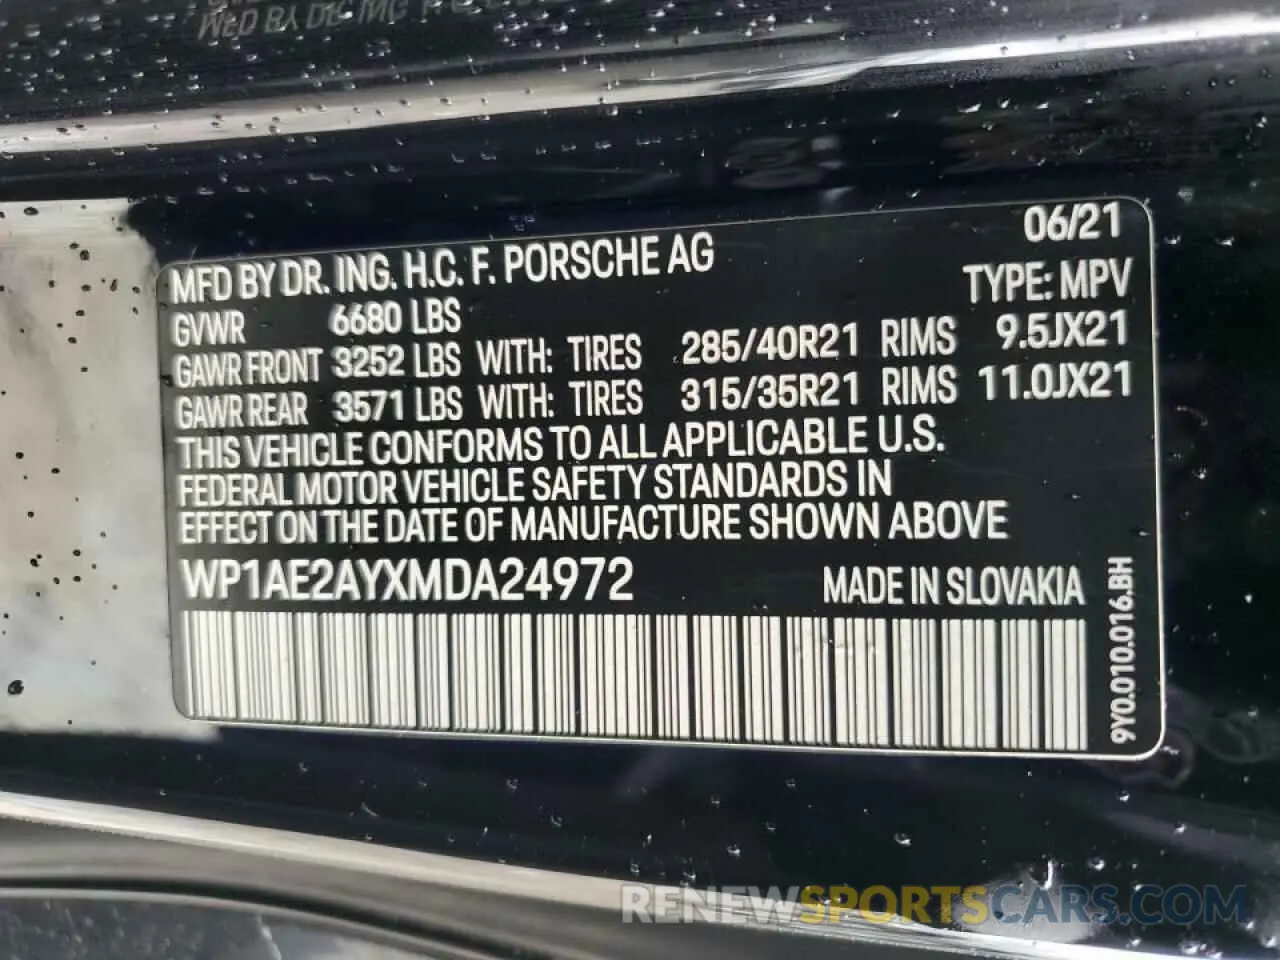 06/21
MFD BY DR. ING. H.C. F. PORSCHE AG
TYPE: MPV
GVWR 6680 LBS
GAWR FRONT 3252 LBS WITH: TIRES 285/40R21 RIMS 9.5JX21
GAWR REAR 3571 LBS WITH: TIRES 315/35R21 RIMS 11.0JX21
THIS VEHICLE CONFORMS TO ALL APPLICABLE U.S.
FEDERAL MOTOR VEHICLE SAFETY STANDARDS IN
EFFECT ON THE DATE OF MANUFACTURE SHOWN ABOVE
WP1AE2AYXMDA24972 MADE IN SLOVAKIA
9Y0.010.016.BH
RENEWSPORTSCARS.COM